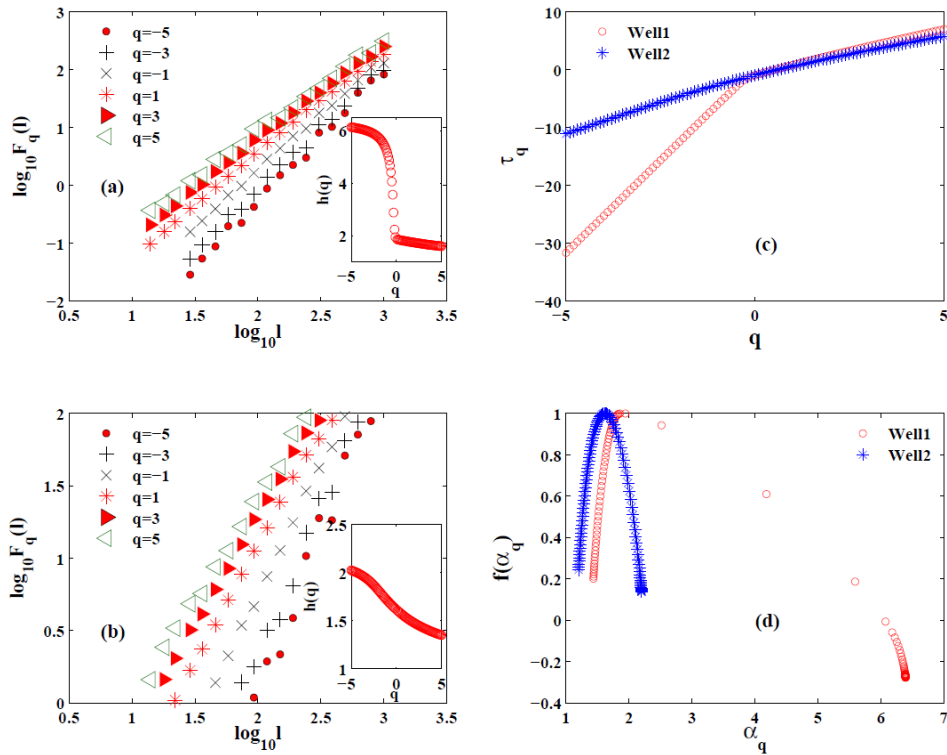 q=−5
q=−3
q=−1
q=1
q=3
q=5
(a)
log10Fq(l)
log10l
3
2
1
0
−1
−2
0.5 1 1.5 2 2.5 3 3.5
h(q)
6
4
2
−5 0 5
q
Well1
Well2
(c)
τq
q
10
0
−10
−20
−30
−40
−5 0 5
q=−5
q=−3
q=−1
q=1
q=3
q=5
(b)
log10Fq(l)
log10l
2
1.5
1
0.5
0
0.5 1 1.5 2 2.5 3 3.5
h(q)
2.5
2
1.5
1
−5 0 5
q
Well1
Well2
(d)
f(αq)
αq
1
0.8
0.6
0.4
0.2
0
−0.2
−0.4
1 2 3 4 5 6 7